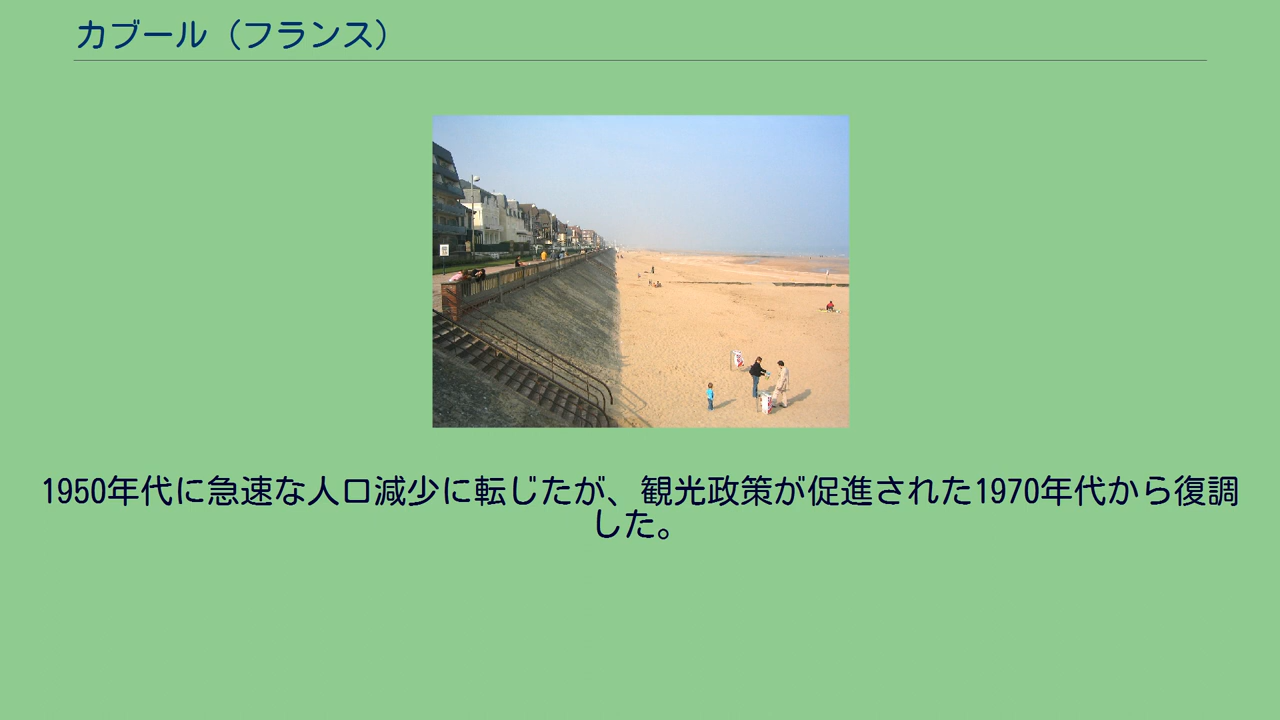 カブール（フランス）
1950年代に急速な人口減少に転じたが、観光政策が促進された1970年代から復調
した。